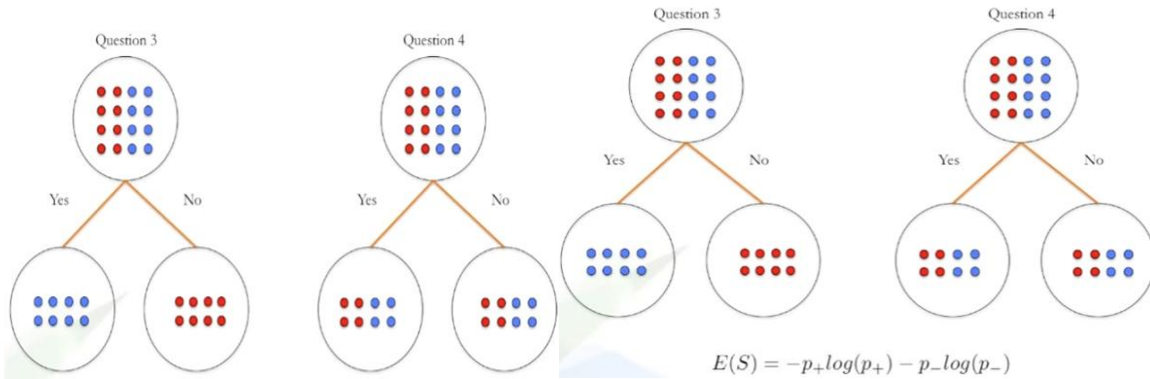 Question 3
Question 4
Yes
No
Yes
No
Question 3
Question 4
Yes
No
Yes
No
E(S) = -p₊log(p₊) - p₋log(p₋)